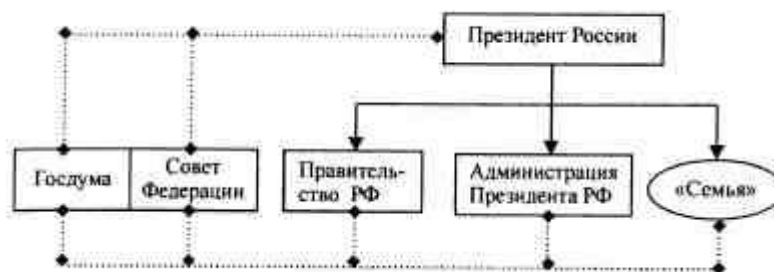 Президент России
Госдума
Совет
Федерации
Правитель-
ство РФ
Администрация
Президента РФ
«Семья»